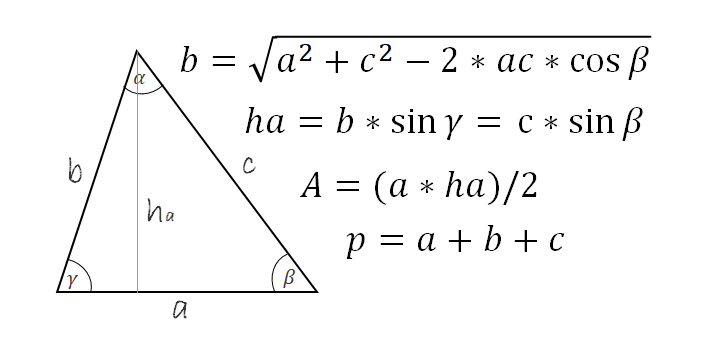 b = √a² + c² − 2 * ac * cos β
α
ha = b * sin γ = c * sin β
b
c
A = (a * ha)/2
ha
p = a + b + c
γ
β
a